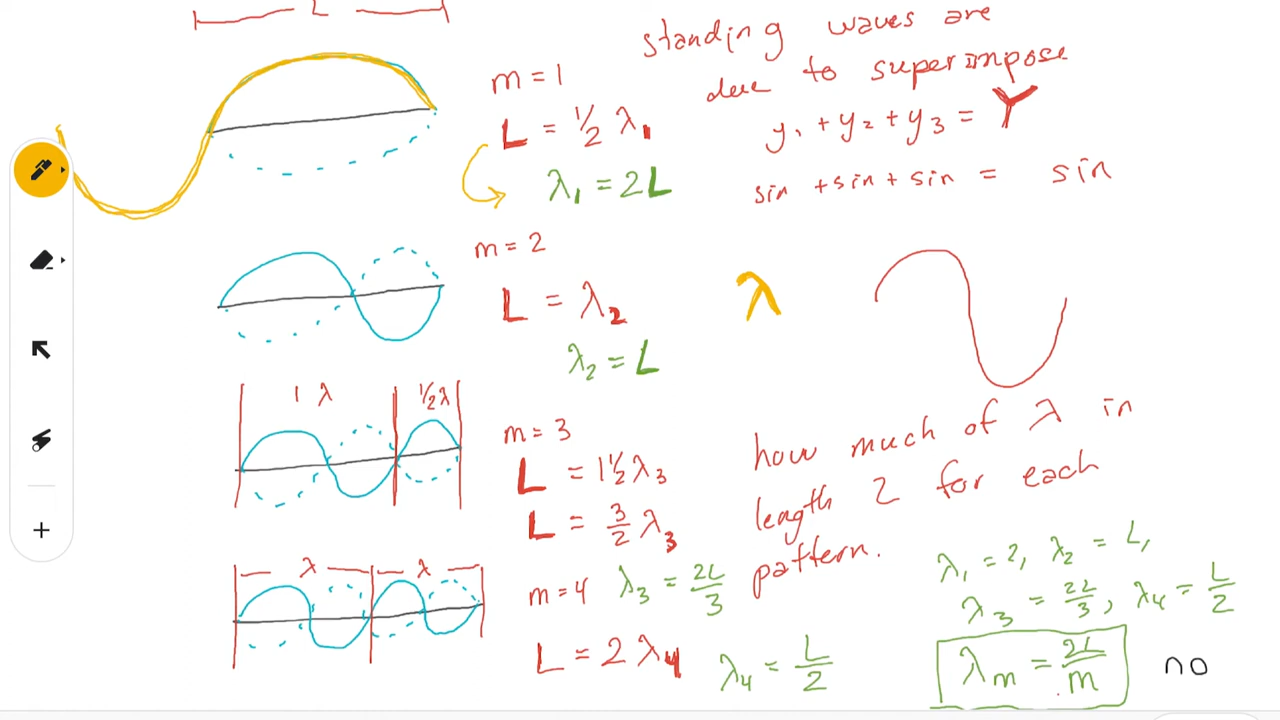 L
standing waves are
due to superimpose
y₁ + y₂ + y₃ = Y
sin + sin + sin = sin
m = 1
L = 1/2 λ₁
λ₁ = 2L
m = 2
L = λ₂
λ₂ = L
λ
1 λ
1/2 λ
m = 3
L = 1 1/2 λ₃
L = 3/2 λ₃
λ₃ = 2L/3
how much of λ in
length 2 for each
pattern.
λ λ
m = 4
L = 2 λ₄
λ₄ = L/2
λ₁ = 2, λ₂ = L,
λ₃ = 2L/3, λ₄ = L/2
λm = 2L/m
no